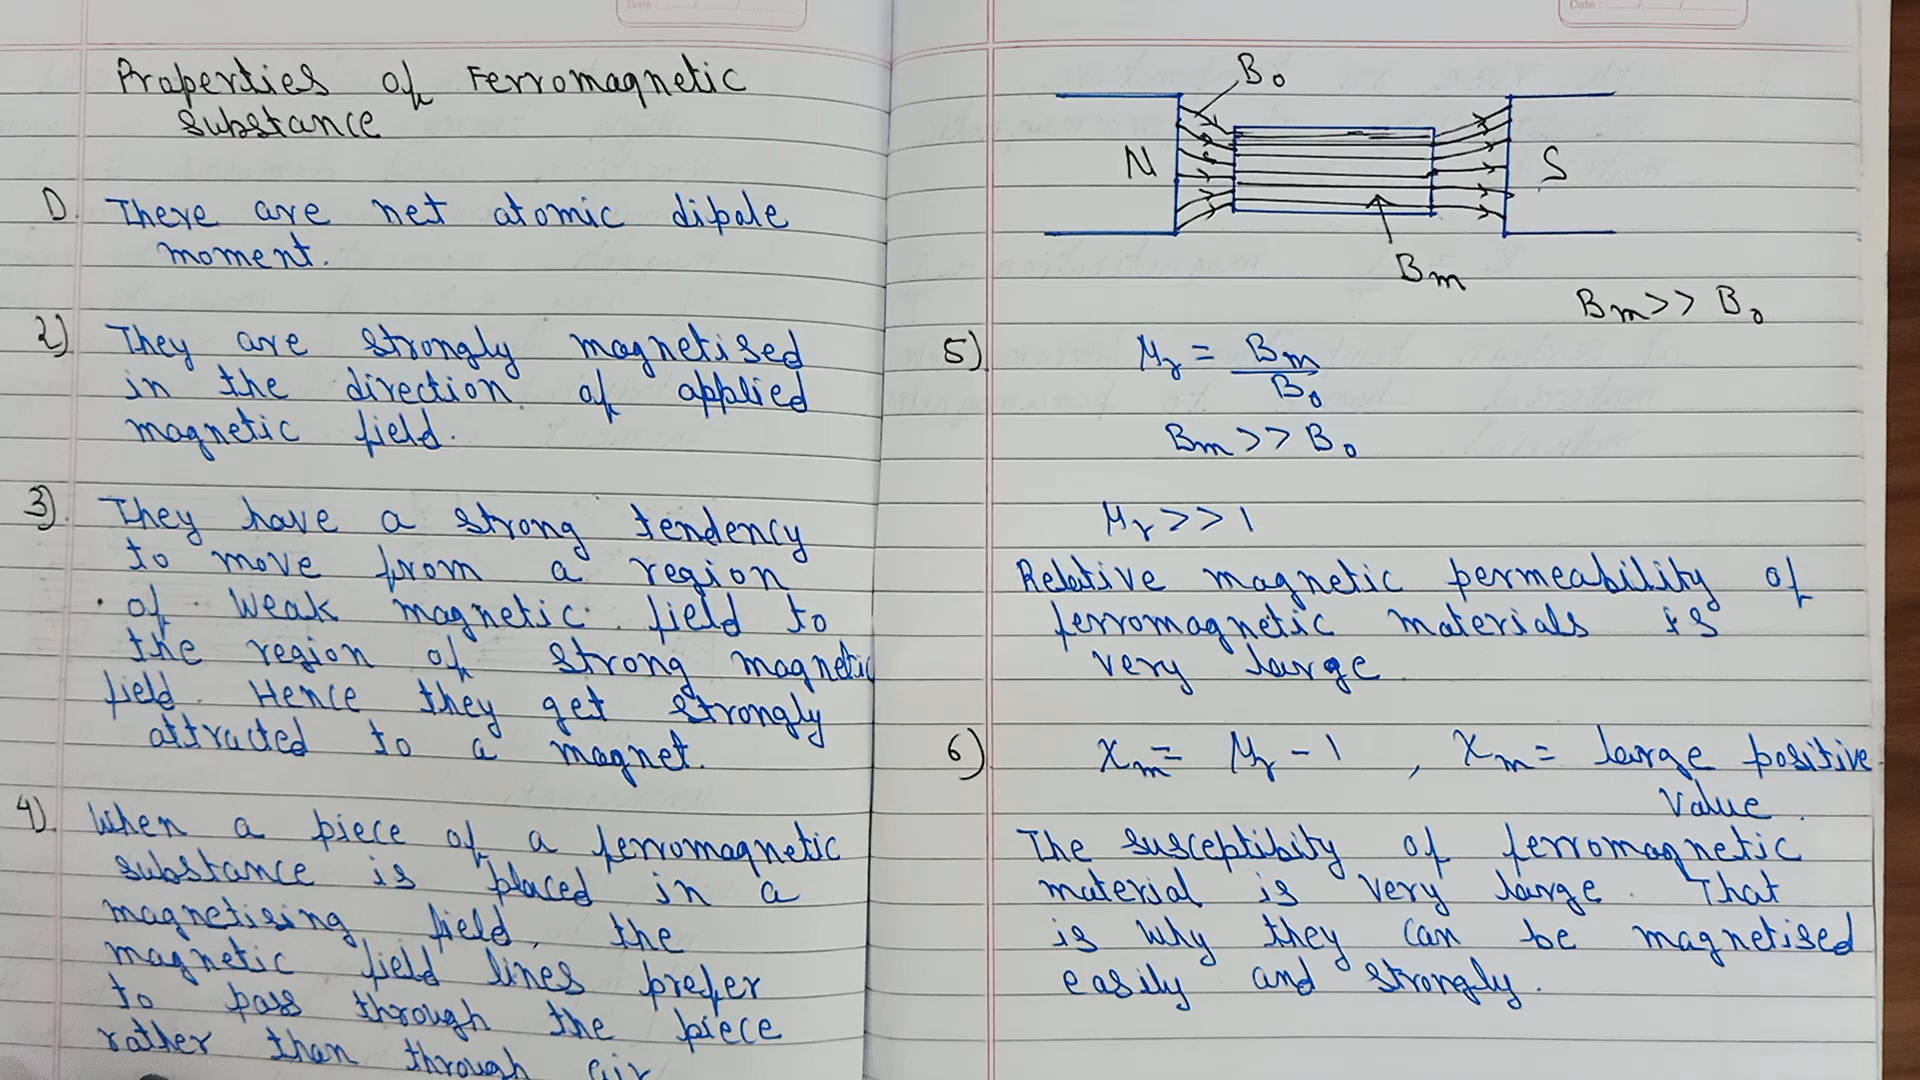 Date :
Properties of Ferromagnetic
Substance
1). There are net atomic dipole
moment.
2) They are strongly magnetised
in the direction of applied
magnetic field.
3). They have a strong tendency
to move from a region
of weak magnetic field to
the region of strong magnetic
field. Hence they get strongly
attracted to a magnet.
4). When a piece of a ferromagnetic
substance is placed in a
magnetising field, the
magnetic field lines prefer
to pass through the piece
rather than through air
Date :
B₀
N S
Bm
Bm >> B₀
5) μr = Bm / B₀
Bm >> B₀
μr >> 1
Relative magnetic permeability of
ferromagnetic materials is
very large
6) χm = μr - 1 , χm = large positive
value.
The susceptibity of ferromagnetic
material is very large. That
is why they can be magnetised
easily and strongly.